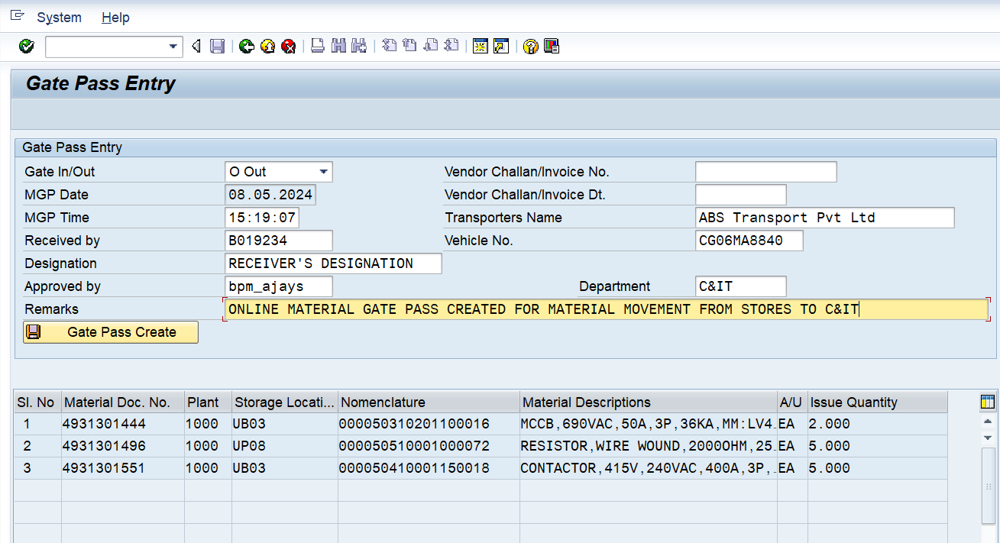 System Help
Gate Pass Entry
Gate Pass Entry
Gate In/Out O Out Vendor Challan/Invoice No.
MGP Date 08.05.2024 Vendor Challan/Invoice Dt.
MGP Time 15:19:07 Transporters Name ABS Transport Pvt Ltd
Received by B019234 Vehicle No. CG06MA8840
Designation RECEIVER'S DESIGNATION
Approved by bpm_ajays Department C&IT
Remarks ONLINE MATERIAL GATE PASS CREATED FOR MATERIAL MOVEMENT FROM STORES TO C&IT
Gate Pass Create
Sl. No Material Doc. No. Plant Storage Locati... Nomenclature Material Descriptions A/U Issue Quantity
1 4931301444 1000 UB03 000050310201100016 MCCB,690VAC,50A,3P,36KA,MM:LV4… EA 2.000
2 4931301496 1000 UP08 000050510001000072 RESISTOR,WIRE WOUND,2000OHM,25… EA 5.000
3 4931301551 1000 UB03 000050410001150018 CONTACTOR,415V,240VAC,400A,3P,… EA 5.000